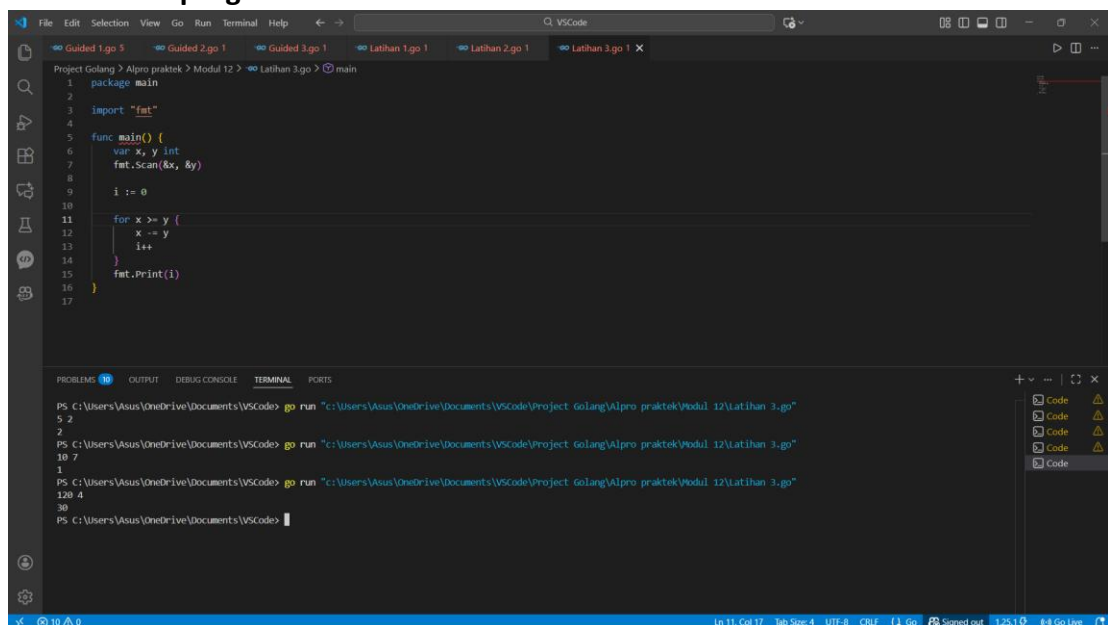 File Edit Selection View Go Run Terminal Help
VSCode
Guided 1.go 5 Guided 2.go 1 Guided 3.go 1 Latihan 1.go 1 Latihan 2.go 1 Latihan 3.go 1
Project Golang > Alpro praktek > Modul 12 > Latihan 3.go > main
1 package main
2
3 import "fmt"
4
5 func main() {
6 var x, y int
7 fmt.Scan(&x, &y)
8
9 i := 0
10
11 for x >= y {
12 x -= y
13 i++
14 }
15 fmt.Print(i)
16 }
17
PROBLEMS 10 OUTPUT DEBUG CONSOLE TERMINAL PORTS
PS C:\Users\Asus\OneDrive\Documents\VSCode> go run "c:\Users\Asus\OneDrive\Documents\VSCode\Project Golang\Alpro praktek\Modul 12\Latihan 3.go"
5 2
2
PS C:\Users\Asus\OneDrive\Documents\VSCode> go run "c:\Users\Asus\OneDrive\Documents\VSCode\Project Golang\Alpro praktek\Modul 12\Latihan 3.go"
10 7
1
PS C:\Users\Asus\OneDrive\Documents\VSCode> go run "c:\Users\Asus\OneDrive\Documents\VSCode\Project Golang\Alpro praktek\Modul 12\Latihan 3.go"
120 4
30
PS C:\Users\Asus\OneDrive\Documents\VSCode>
Code
Code
Code
Code
Code
10 0 Ln 11, Col 17 Tab Size: 4 UTF-8 CRLF Go Signed out 1.25.1 Go Live